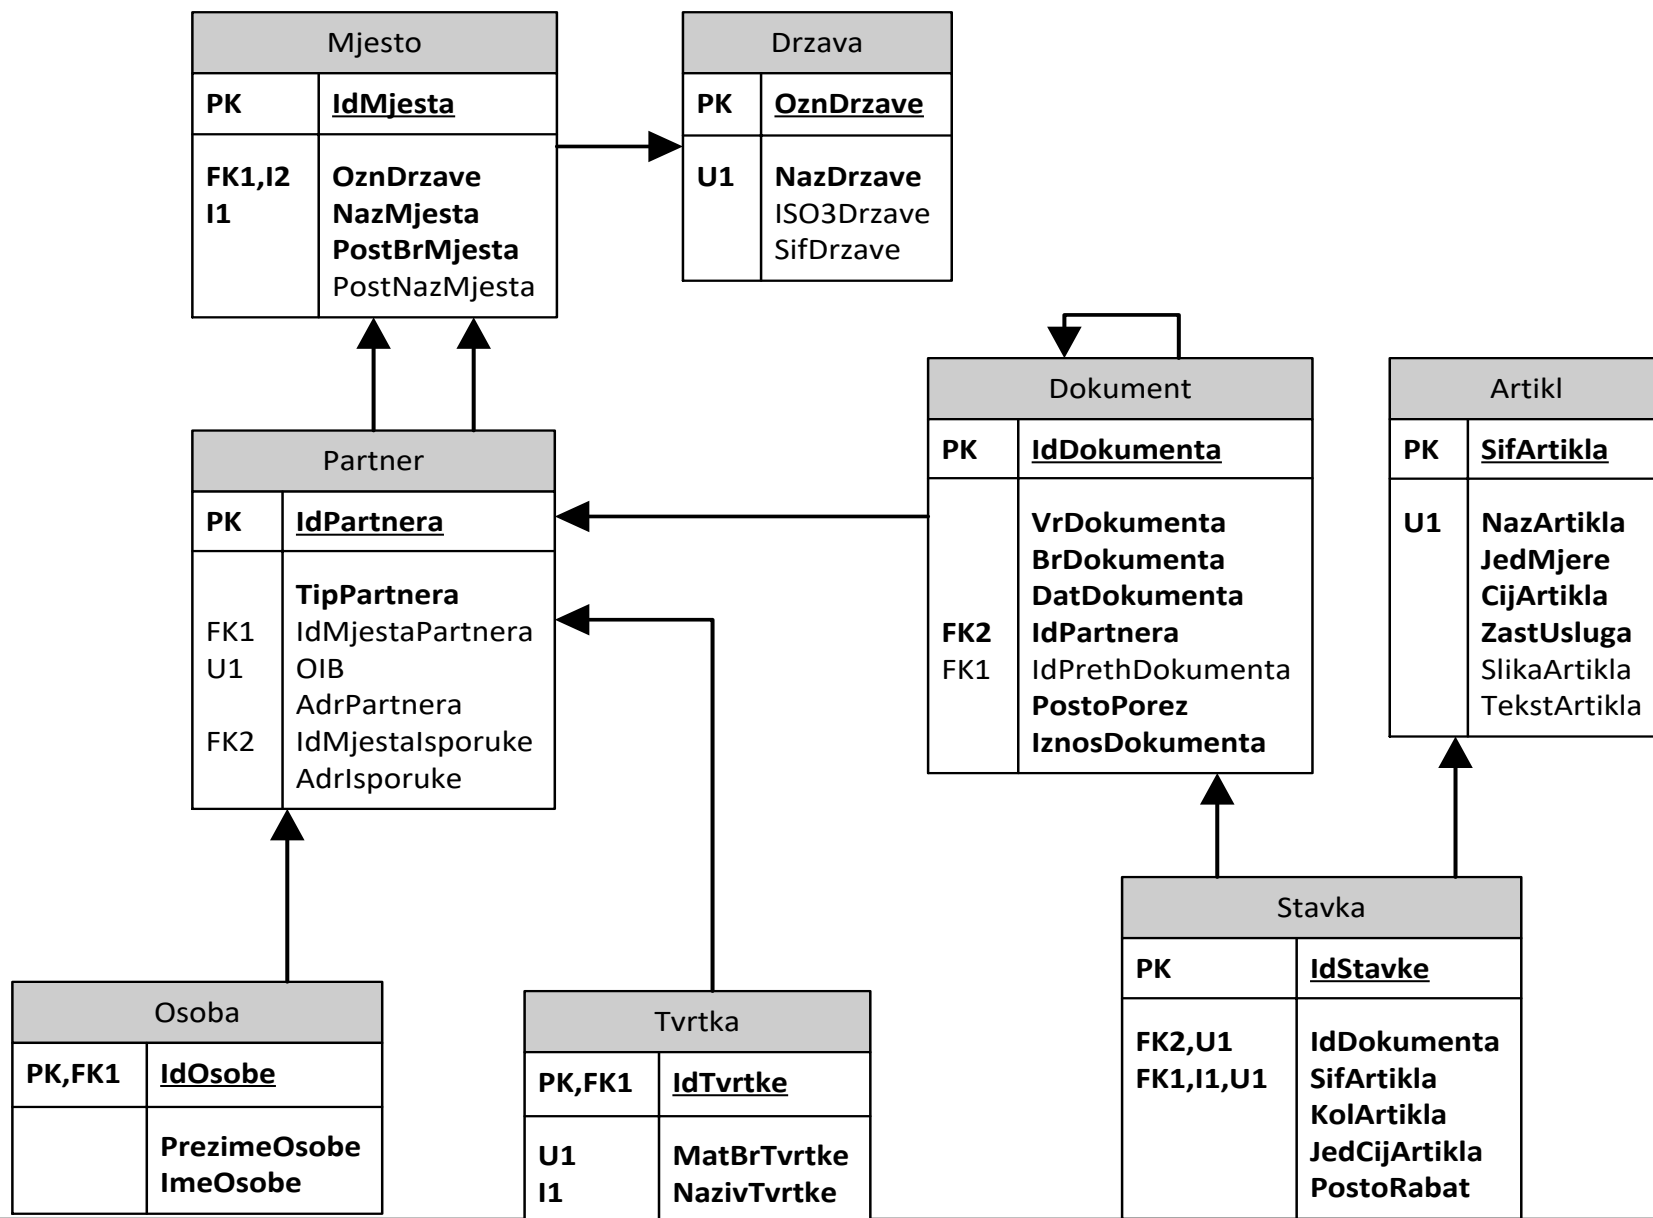 Mjesto
PK IdMjesta
FK1,I2 OznDrzave
I1 NazMjesta
PostBrMjesta
PostNazMjesta
Drzava
PK OznDrzave
U1 NazDrzave
ISO3Drzave
SifDrzave
Partner
PK IdPartnera
TipPartnera
FK1 IdMjestaPartnera
U1 OIB
AdrPartnera
FK2 IdMjestaIsporuke
AdrIsporuke
Dokument
PK IdDokumenta
VrDokumenta
BrDokumenta
DatDokumenta
FK2 IdPartnera
FK1 IdPrethDokumenta
PostoPorez
IznosDokumenta
Artikl
PK SifArtikla
U1 NazArtikla
JedMjere
CijArtikla
ZastUsluga
SlikaArtikla
TekstArtikla
Osoba
PK,FK1 IdOsobe
PrezimeOsobe
ImeOsobe
Tvrtka
PK,FK1 IdTvrtke
U1 MatBrTvrtke
I1 NazivTvrtke
Stavka
PK IdStavke
FK2,U1 IdDokumenta
FK1,I1,U1 SifArtikla
KolArtikla
JedCijArtikla
PostoRabat